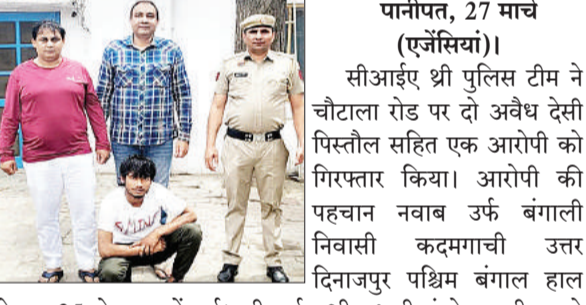 पानीपत, 27 मार्च
(एजेंसियां)।
सीआईए थ्री पुलिस टीम ने
चौटाला रोड पर दो अवैध देसी
पिस्तौल सहित एक आरोपी को
गिरफ्तार किया। आरोपी की
पहचान नवाब उर्फ बंगाली
निवासी कदमगाची उत्तर
दिनाजपुर पश्चिम बंगाल हाल